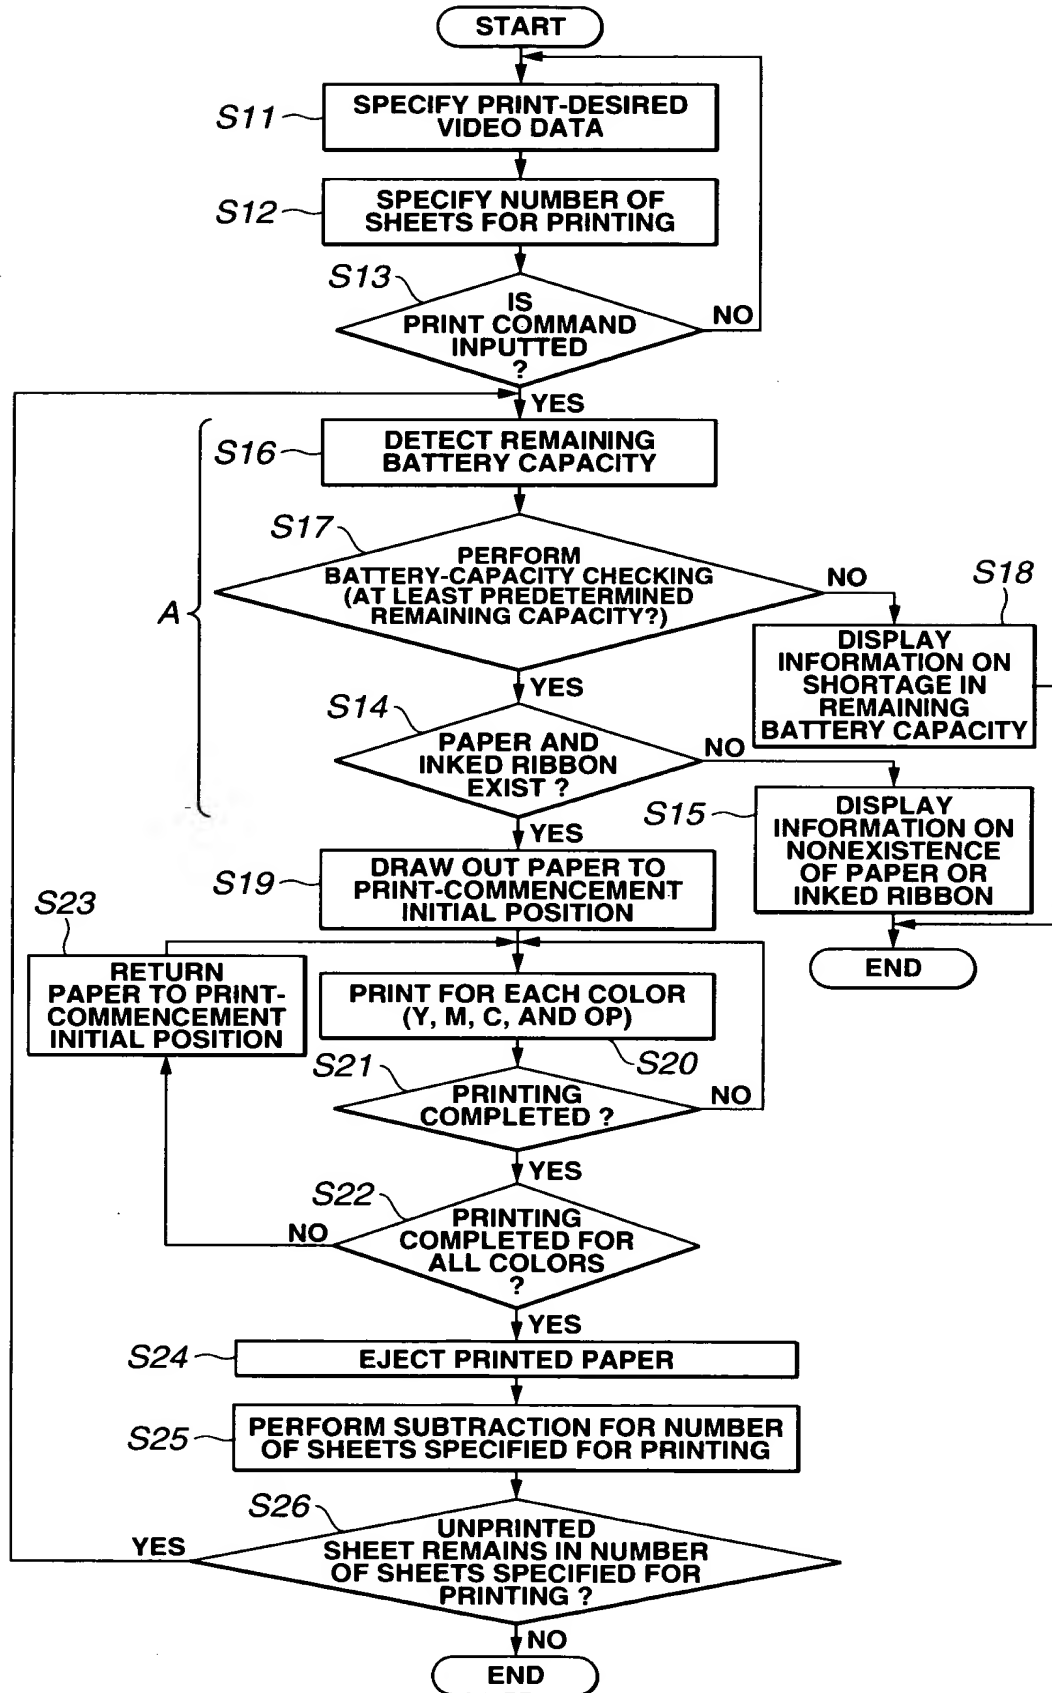 START
S11
SPECIFY PRINT-DESIRED
VIDEO DATA
S12
SPECIFY NUMBER OF
SHEETS FOR PRINTING
S13
IS
PRINT COMMAND
INPUTTED
?
NO
YES
A
S16
DETECT REMAINING
BATTERY CAPACITY
S17
PERFORM
BATTERY-CAPACITY CHECKING
(AT LEAST PREDETERMINED
REMAINING CAPACITY?)
NO
S18
DISPLAY
INFORMATION ON
SHORTAGE IN
REMAINING
BATTERY CAPACITY
YES
S14
PAPER AND
INKED RIBBON
EXIST ?
NO
S15
DISPLAY
INFORMATION ON
NONEXISTENCE
OF PAPER OR
INKED RIBBON
END
YES
S19
DRAW OUT PAPER TO
PRINT-COMMENCEMENT
INITIAL POSITION
S23
RETURN
PAPER TO PRINT-
COMMENCEMENT
INITIAL POSITION
PRINT FOR EACH COLOR
(Y, M, C, AND OP)
S20
S21
PRINTING
COMPLETED ?
NO
YES
S22
PRINTING
COMPLETED FOR
ALL COLORS
?
NO
YES
S24
EJECT PRINTED PAPER
S25
PERFORM SUBTRACTION FOR NUMBER
OF SHEETS SPECIFIED FOR PRINTING
S26
UNPRINTED
SHEET REMAINS IN NUMBER
OF SHEETS SPECIFIED FOR
PRINTING ?
YES
NO
END